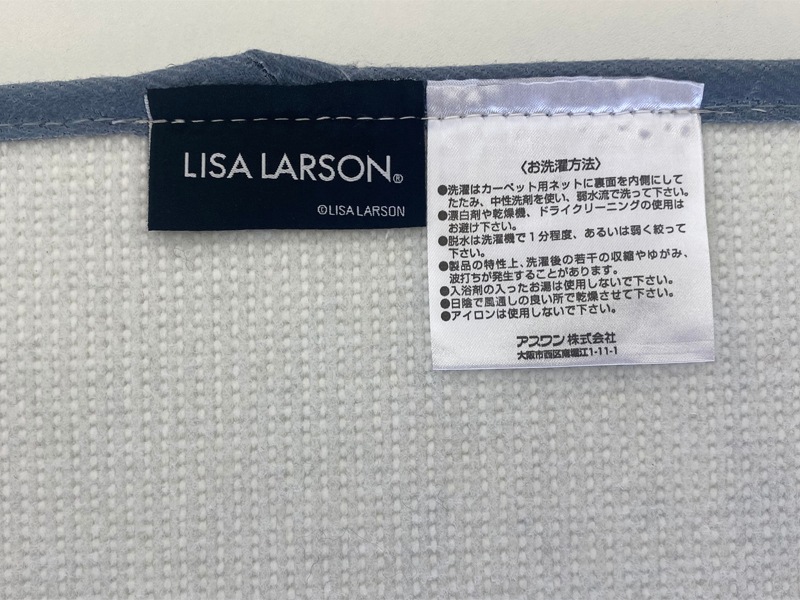 LISA LARSON®
©LISA LARSON
〈お洗濯方法〉
●洗濯はカーペット用ネットに裏面を内側にして
たたみ、中性洗剤を使い、弱水流で洗って下さい。
●漂白剤や乾燥機、ドライクリーニングの使用は
お避け下さい。
●脱水は洗濯機で1分程度、あるいは弱く絞って
下さい。
●製品の特性上、洗濯後の若干の収縮やゆがみ、
波打ちが発生することがあります。
●入浴剤の入ったお湯は使用しないで下さい。
●日陰で風通しの良い所で乾燥させて下さい。
●アイロンは使用しないで下さい。
アスワン株式会社
大阪市西区南堀江1-11-1